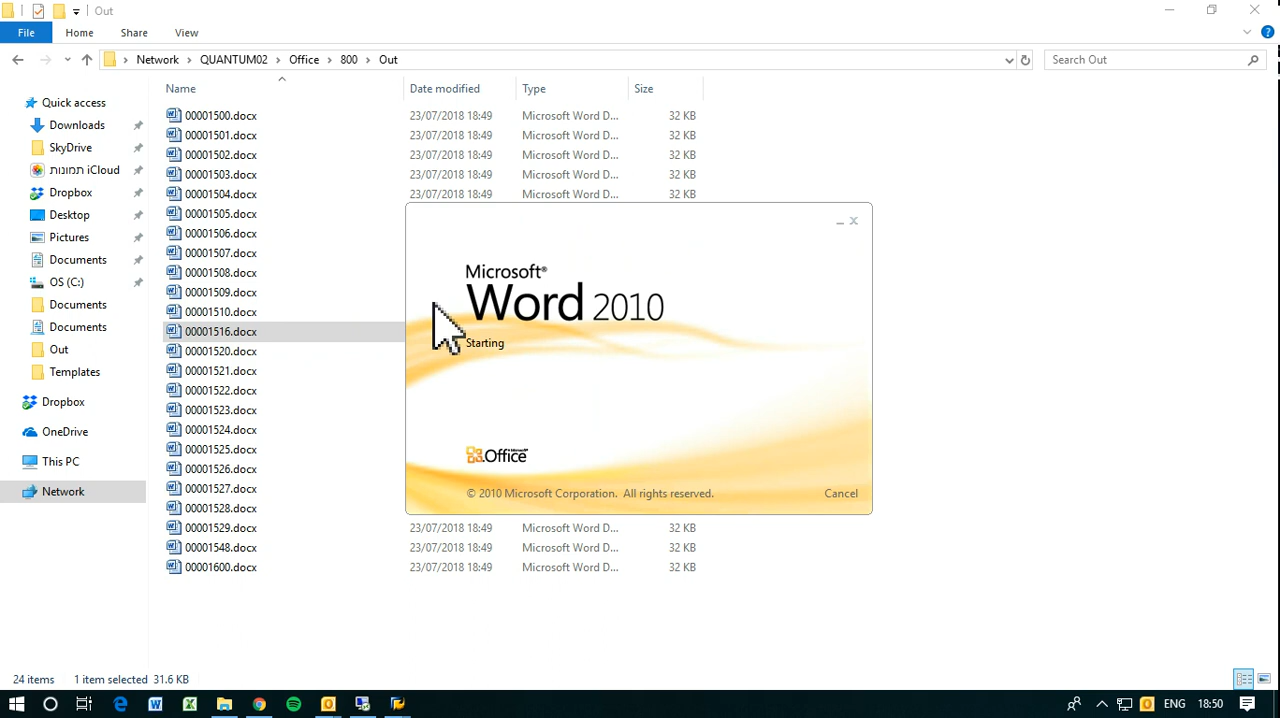 Out
File Home Share View
Network QUANTUM02 Office 800 Out Search Out
Name Date modified Type Size
Quick access
Downloads
SkyDrive
תמונות iCloud
Dropbox
Desktop
Pictures
Documents
OS (C:)
Documents
Documents
Out
Templates
Dropbox
OneDrive
This PC
Network
00001500.docx 23/07/2018 18:49 Microsoft Word D... 32 KB
00001501.docx 23/07/2018 18:49 Microsoft Word D... 32 KB
00001502.docx 23/07/2018 18:49 Microsoft Word D... 32 KB
00001503.docx 23/07/2018 18:49 Microsoft Word D... 32 KB
00001504.docx 23/07/2018 18:49 Microsoft Word D... 32 KB
00001505.docx
00001506.docx
00001507.docx
00001508.docx
00001509.docx
00001510.docx
00001516.docx
00001520.docx
00001521.docx
00001522.docx
00001523.docx
00001524.docx
00001525.docx
00001526.docx
00001527.docx
00001528.docx
00001529.docx 23/07/2018 18:49 Microsoft Word D... 32 KB
00001548.docx 23/07/2018 18:49 Microsoft Word D... 32 KB
00001600.docx 23/07/2018 18:49 Microsoft Word D... 32 KB
Microsoft®
Word 2010
Starting
Microsoft® Office
© 2010 Microsoft Corporation. All rights reserved. Cancel
24 items 1 item selected 31.6 KB
ENG 18:50